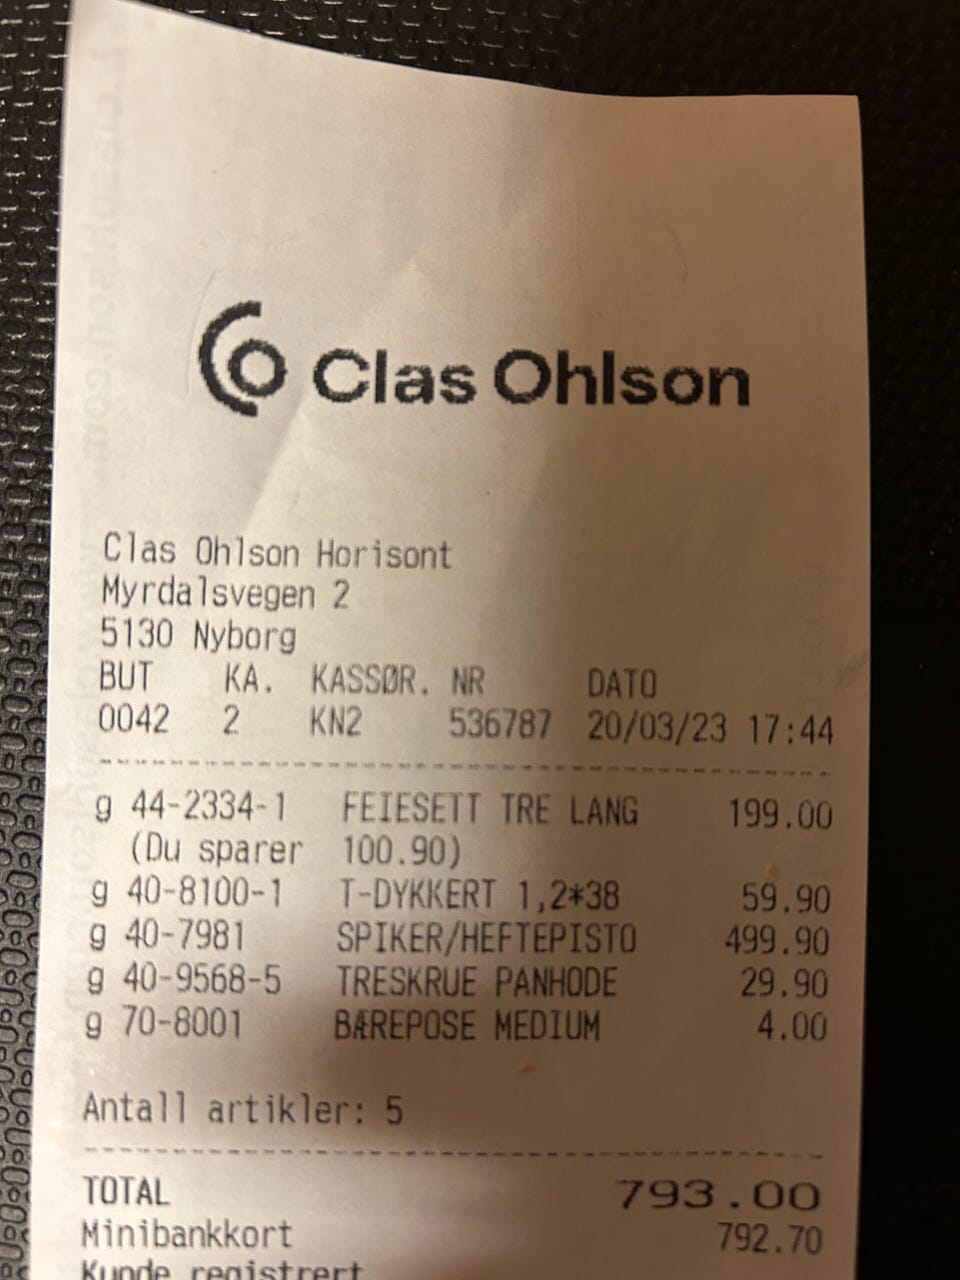 Clas Ohlson
Clas Ohlson Horisont
Myrdalsvegen 2
5130 Nyborg
BUT KA. KASSØR. NR DATO
0042 2 KN2 536787 20/03/23 17:44
g 44-2334-1 FEIESETT TRE LANG 199.00
(Du sparer 100.90)
g 40-8100-1 T-DYKKERT 1,2*38 59.90
g 40-7981 SPIKER/HEFTEPISTO 499.90
g 40-9568-5 TRESKRUE PANHODE 29.90
g 70-8001 BÆREPOSE MEDIUM 4.00
Antall artikler: 5
TOTAL 793.00
Minibankkort 792.70
Kunde registrert